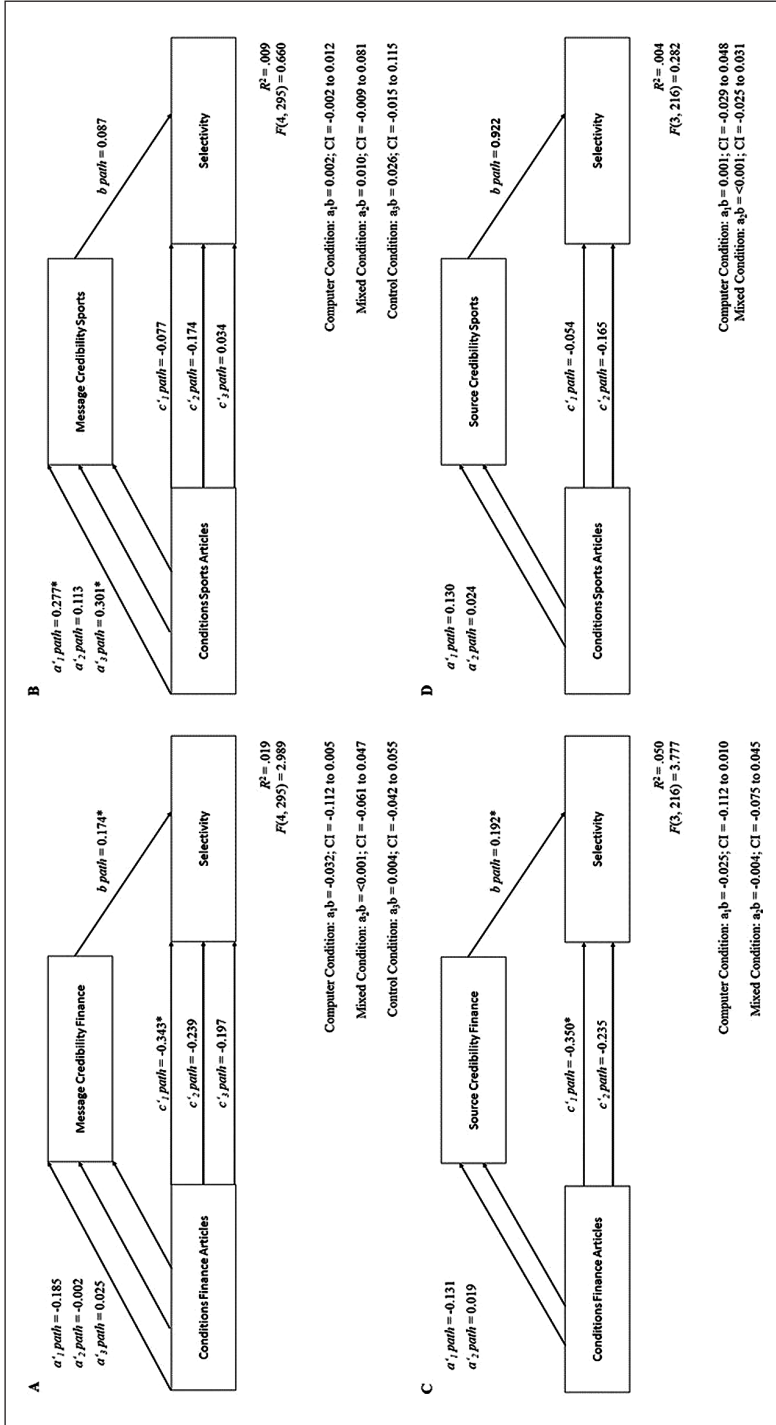 A
a'1 path = -0.185
a'2 path = -0.002
a'3 path = 0.025
Message Credibility Finance
b path = 0.174*
Conditions Finance Articles
c'1 path = -0.343*
c'2 path = -0.239
c'3 path = -0.197
Selectivity
R² = .019
F(4, 295) = 2.989
Computer Condition: a1b = -0.032; CI = -0.112 to 0.005
Mixed Condition: a2b = <0.001; CI = -0.061 to 0.047
Control Condition: a3b = 0.004; CI = -0.042 to 0.055
B
a'1 path = 0.277*
a'2 path = 0.113
a'3 path = 0.301*
Message Credibility Sports
b path = 0.087
Conditions Sports Articles
c'1 path = -0.077
c'2 path = -0.174
c'3 path = 0.034
Selectivity
R² = .009
F(4, 295) = 0.660
Computer Condition: a1b = 0.002; CI = -0.002 to 0.012
Mixed Condition: a2b = 0.010; CI = -0.009 to 0.081
Control Condition: a3b = 0.026; CI = -0.015 to 0.115
C
a'1 path = -0.131
a'2 path = 0.019
Source Credibility Finance
b path = 0.192*
Conditions Finance Articles
c'1 path = -0.350*
c'2 path = -0.235
Selectivity
R² = .050
F(3, 216) = 3.777
Computer Condition: a1b = -0.025; CI = -0.112 to 0.010
Mixed Condition: a2b = -0.004; CI = -0.075 to 0.045
D
a'1 path = 0.130
a'2 path = 0.024
Source Credibility Sports
b path = 0.922
Conditions Sports Articles
c'1 path = -0.054
c'2 path = -0.165
Selectivity
R² = .004
F(3, 216) = 0.282
Computer Condition: a1b = 0.001; CI = -0.029 to 0.048
Mixed Condition: a2b = <0.001; CI = -0.025 to 0.031